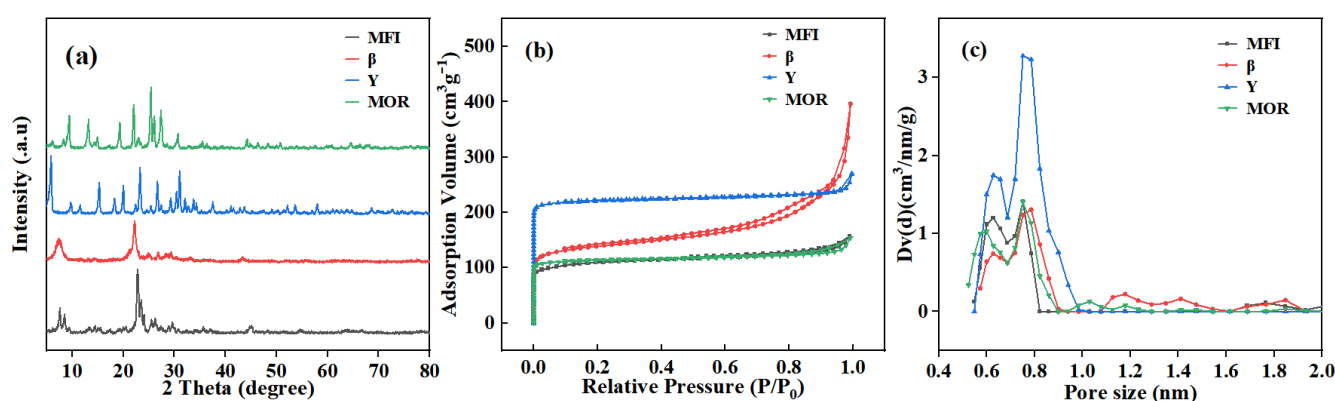 (a)
MFI
β
Y
MOR
Intensity (.a.u)
10 20 30 40 50 60 70 80
2 Theta (degree)
(b)
MFI
β
Y
MOR
Adsorption Volume (cm³g⁻¹)
500
400
300
200
100
0
0.0 0.2 0.4 0.6 0.8 1.0
Relative Pressure (P/P₀)
(c)
MFI
β
Y
MOR
Dv(d)(cm³/nm/g)
3
2
1
0
0.4 0.6 0.8 1.0 1.2 1.4 1.6 1.8 2.0
Pore size (nm)